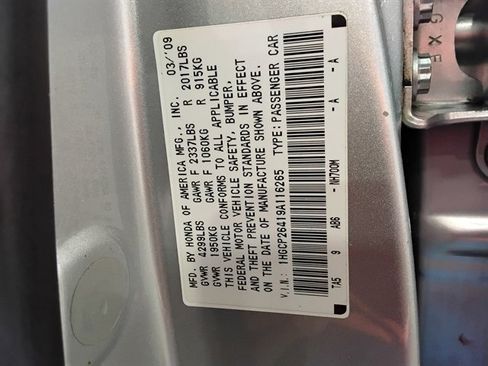 MFD. BY HONDA OF AMERICA MFG., INC. 03/'09
GVWR 4299LBS GAWR F 2337LBS R 2017LBS
GVWR 1950KG GAWR F 1060KG R 915KG
THIS VEHICLE CONFORMS TO ALL APPLICABLE
FEDERAL MOTOR VEHICLE SAFETY, BUMPER,
AND THEFT PREVENTION STANDARDS IN EFFECT
ON THE DATE OF MANUFACTURE SHOWN ABOVE.
V.I.N.: 1HGCP26419A116265 TYPE: PASSENGER CAR
7A5 9 AB6 - NH700M - A - A
G X F